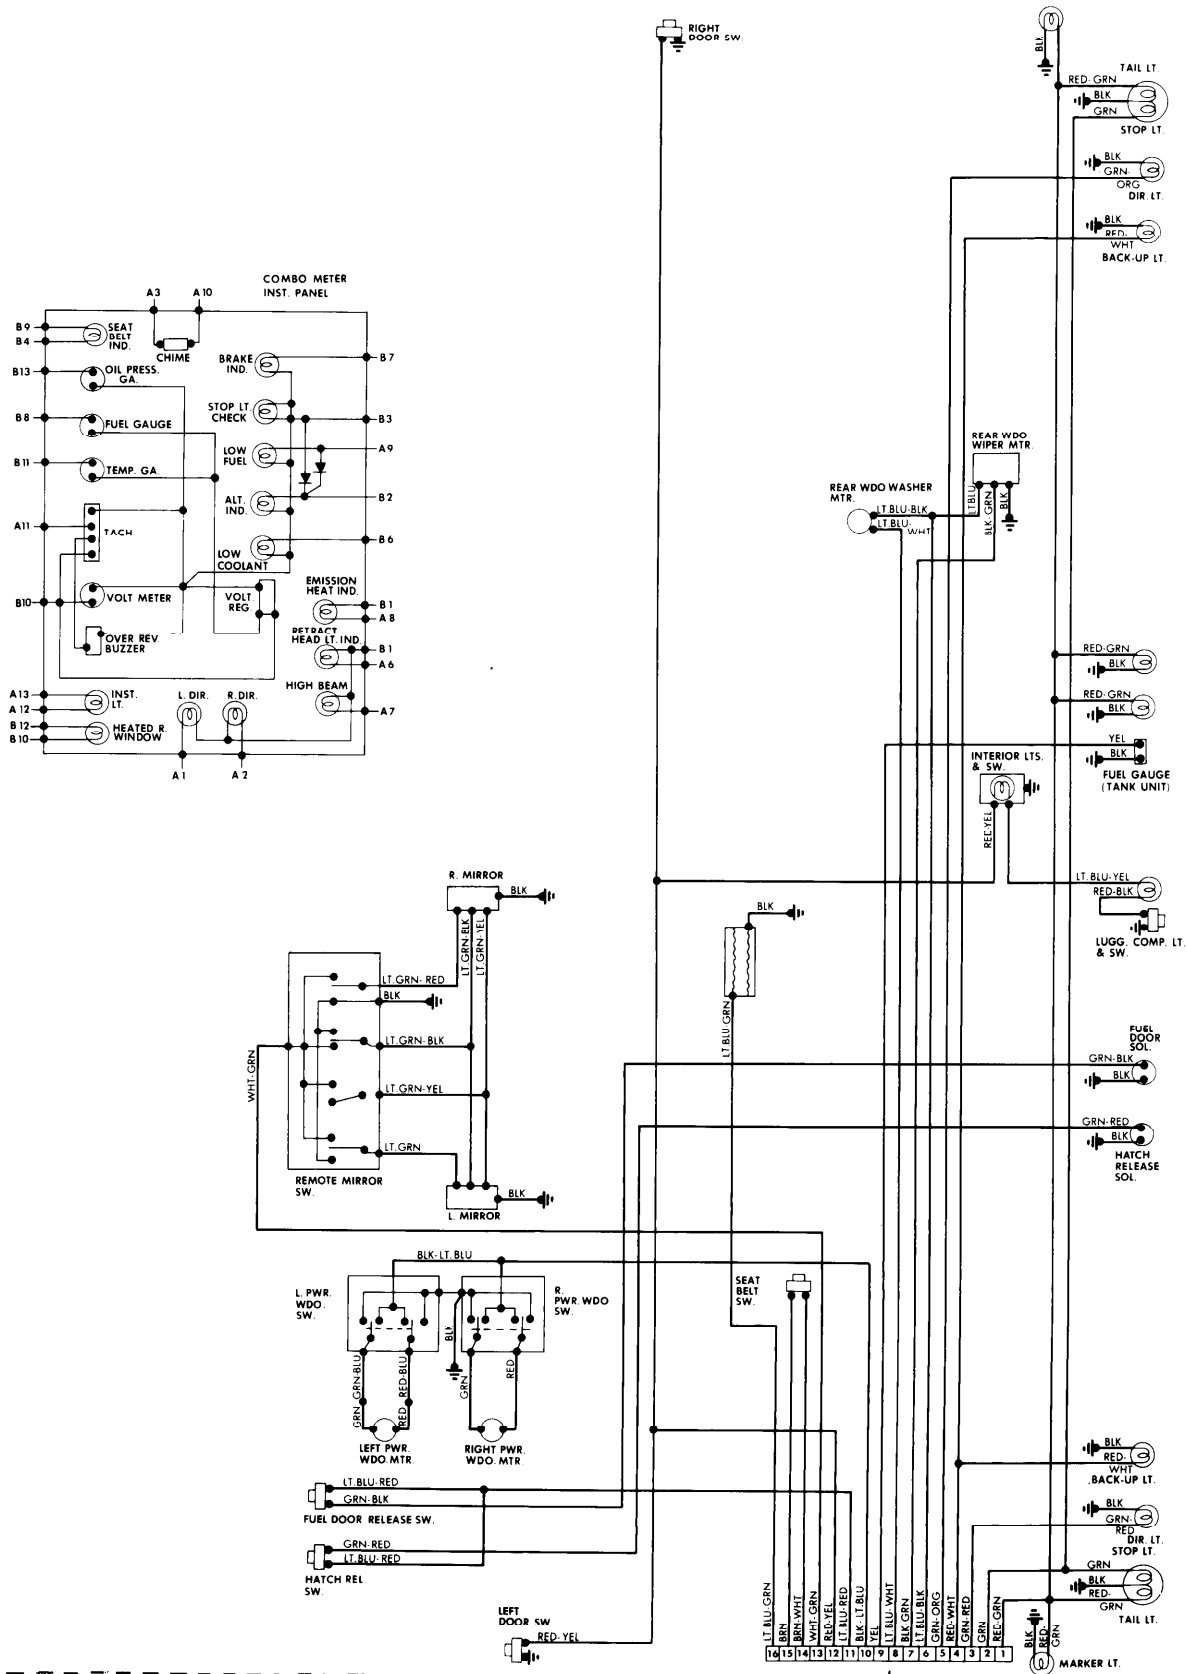 RIGHT
DOOR SW.
BLK
TAIL LT.
RED-GRN
BLK
GRN
STOP LT.
BLK
GRN-
ORG
DIR. LT.
BLK
RED-
WHT
BACK-UP LT.
COMBO METER
INST. PANEL
A3
A10
B9
SEAT
BELT
IND.
B4
CHIME
BRAKE
IND.
B7
B13
OIL PRESS.
GA.
STOP LT.
CHECK
B3
B8
FUEL GAUGE
LOW
FUEL
A9
B11
TEMP. GA.
ALT.
IND.
B2
A11
TACH
LOW
COOLANT
B6
B10
VOLT METER
VOLT.
REG.
EMISSION
HEAT IND.
B1
A8
OVER REV.
BUZZER
RETRACT
HEAD LT. IND.
B1
A6
A13
INST.
LT.
A12
L. DIR.
R. DIR.
HIGH BEAM
A7
B12
HEATED R.
WINDOW
B10
A1
A2
REAR WDO
WIPER MTR.
LT.BLU
BLK-GRN
BLK
REAR WDO WASHER
MTR.
LT.BLU-BLK
LT.BLU-
WHT
RED-GRN
BLK
RED-GRN
BLK
YEL
BLK
FUEL GAUGE
(TANK UNIT)
INTERIOR LTS.
& SW.
RED-YEL
LT.BLU-YEL
RED-BLK
LUGG. COMP. LT.
& SW.
R. MIRROR
BLK
LT.GRN-BLK
LT.GRN-YEL
BLK
LT.BLU-GRN
LT.GRN-RED
BLK
LT.GRN-BLK
WHT-GRN
LT.GRN-YEL
LT.GRN
REMOTE MIRROR
SW.
BLK
L. MIRROR
FUEL
DOOR
SOL.
GRN-BLK
BLK
GRN-RED
BLK
HATCH
RELEASE
SOL.
BLK-LT.BLU
L. PWR.
WDO.
SW.
R.
PWR. WDO
SW.
BLK
SEAT
BELT
SW.
GRN-BLU
RED-BLU
GRN
RED
GRN
RED
LEFT PWR.
WDO. MTR.
RIGHT PWR.
WDO. MTR.
LT.BLU-RED
GRN-BLK
FUEL DOOR RELEASE SW.
GRN-RED
LT.BLU-RED
HATCH REL.
SW.
LEFT
DOOR SW.
RED-YEL
BLK
RED-
WHT
BACK-UP LT.
BLK
GRN-
RED
DIR. LT.
STOP LT.
GRN
BLK
RED-
GRN
TAIL LT.
LT.BLU-GRN
BRN
BRN-WHT
WHT-GRN
RED-YEL
LT.BLU-RED
BLK-LT.BLU
YEL
LT.BLU-WHT
BLK-GRN
LT.BLU-BLK
GRN-ORG
RED-WHT
GRN-RED
GRN
RED-GRN
BLK
RED-
GRN
16 15 14 13 12 11 10 9 8 7 6 5 4 3 2 1
MARKER LT.